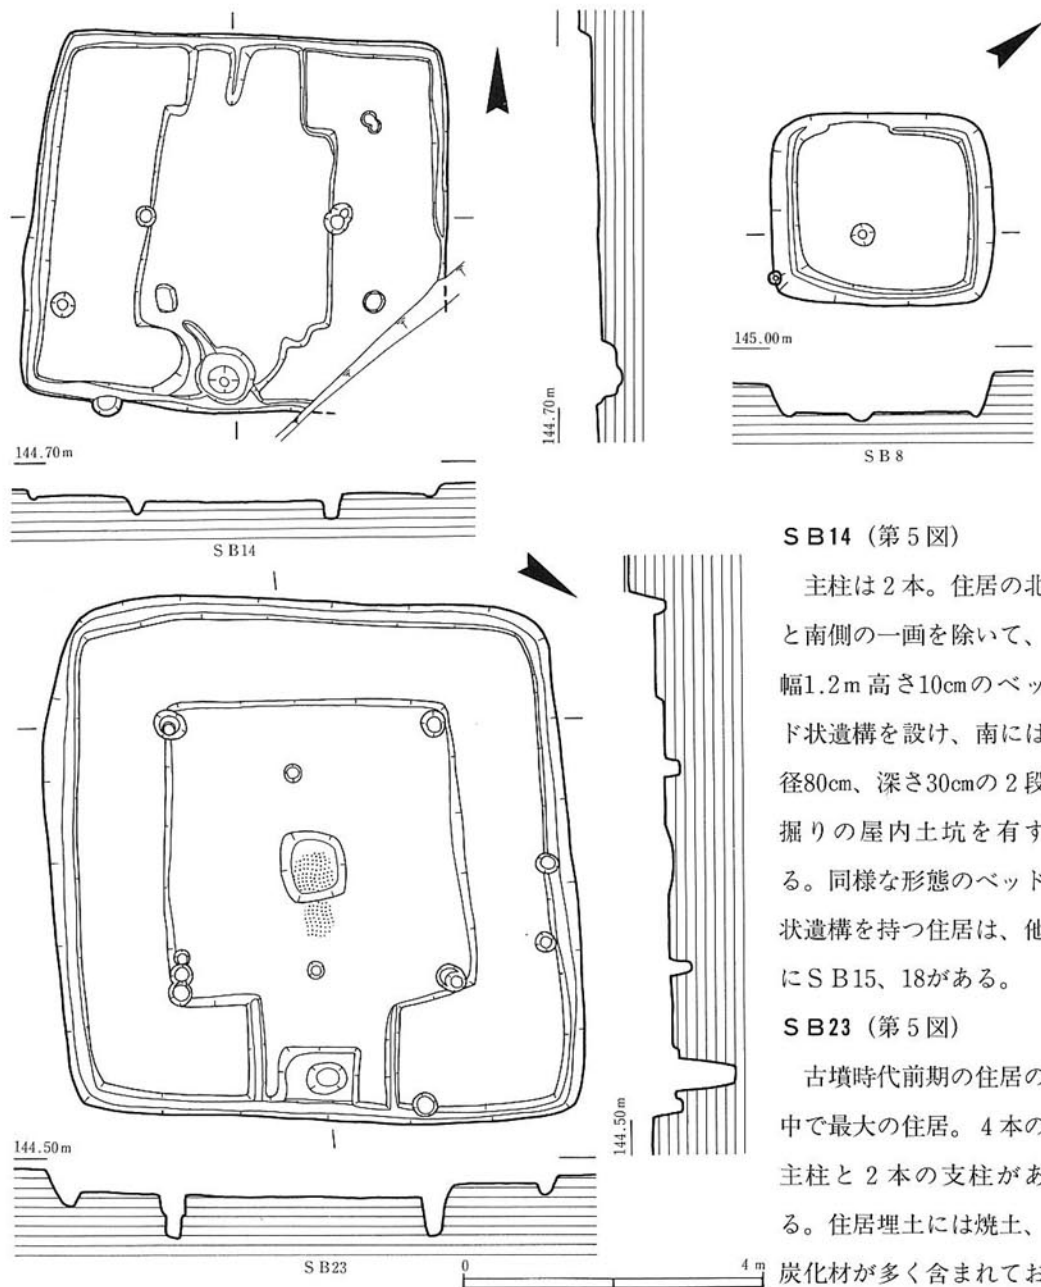 145.00m
SB8
144.70m
144.70m
SB14
SB14（第5図）
主柱は2本。住居の北
と南側の一画を除いて、
幅1.2m高さ10cmのベッ
ド状遺構を設け、南には
径80cm、深さ30cmの2段
掘りの屋内土坑を有す
る。同様な形態のベッド
状遺構を持つ住居は、他
にSB15、18がある。
SB23（第5図）
古墳時代前期の住居の
中で最大の住居。4本の
主柱と2本の支柱があ
る。住居埋土には焼土、
炭化材が多く含まれてお
144.50m
144.50m
SB23
0
4m